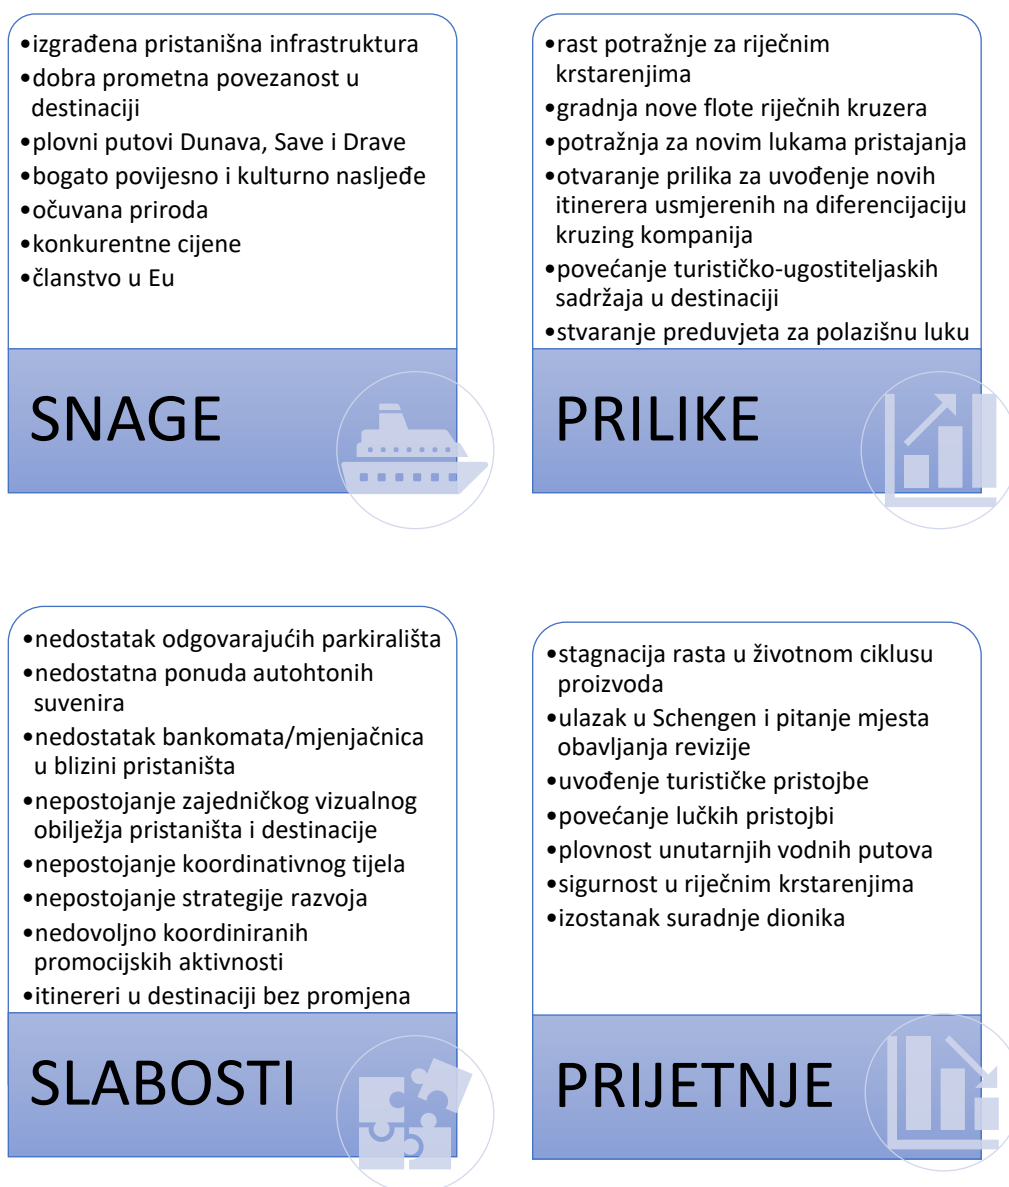 •izgrađena pristanišna infrastruktura
•dobra prometna povezanost u
destinaciji
•plovni putovi Dunava, Save i Drave
•bogato povijesno i kulturno nasljeđe
•očuvana priroda
•konkurentne cijene
•članstvo u Eu
SNAGE
•rast potražnje za riječnim
krstarenjima
•gradnja nove flote riječnih kruzera
•potražnja za novim lukama pristajanja
•otvaranje prilika za uvođenje novih
itinerera usmjerenih na diferencijaciju
kruzing kompanija
•povećanje turističko-ugostiteljaskih
sadržaja u destinaciji
•stvaranje preduvjeta za polazišnu luku
PRILIKE
•nedostatak odgovarajućih parkirališta
•nedostatna ponuda autohtonih
suvenira
•nedostatak bankomata/mjenjačnica
u blizini pristaništa
•nepostojanje zajedničkog vizualnog
obilježja pristaništa i destinacije
•nepostojanje koordinativnog tijela
•nepostojanje strategije razvoja
•nedovoljno koordiniranih
promocijskih aktivnosti
•itinereri u destinaciji bez promjena
SLABOSTI
•stagnacija rasta u životnom ciklusu
proizvoda
•ulazak u Schengen i pitanje mjesta
obavljanja revizije
•uvođenje turističke pristojbe
•povećanje lučkih pristojbi
•plovnost unutarnjih vodnih putova
•sigurnost u riječnim krstarenjima
•izostanak suradnje dionika
PRIJETNJE